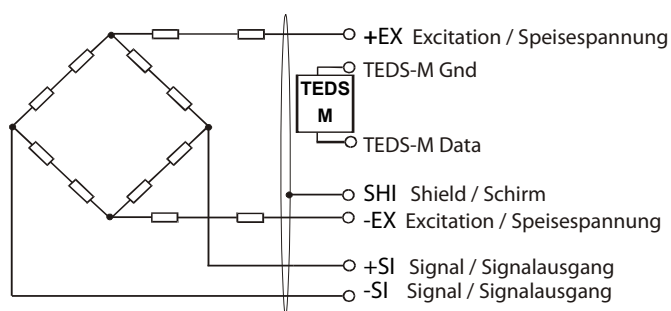 +EX Excitation / Speisespannung
TEDS-M Gnd
TEDS
M
TEDS-M Data
SHI Shield / Schirm
-EX Excitation / Speisespannung
+SI Signal / Signalausgang
-SI Signal / Signalausgang